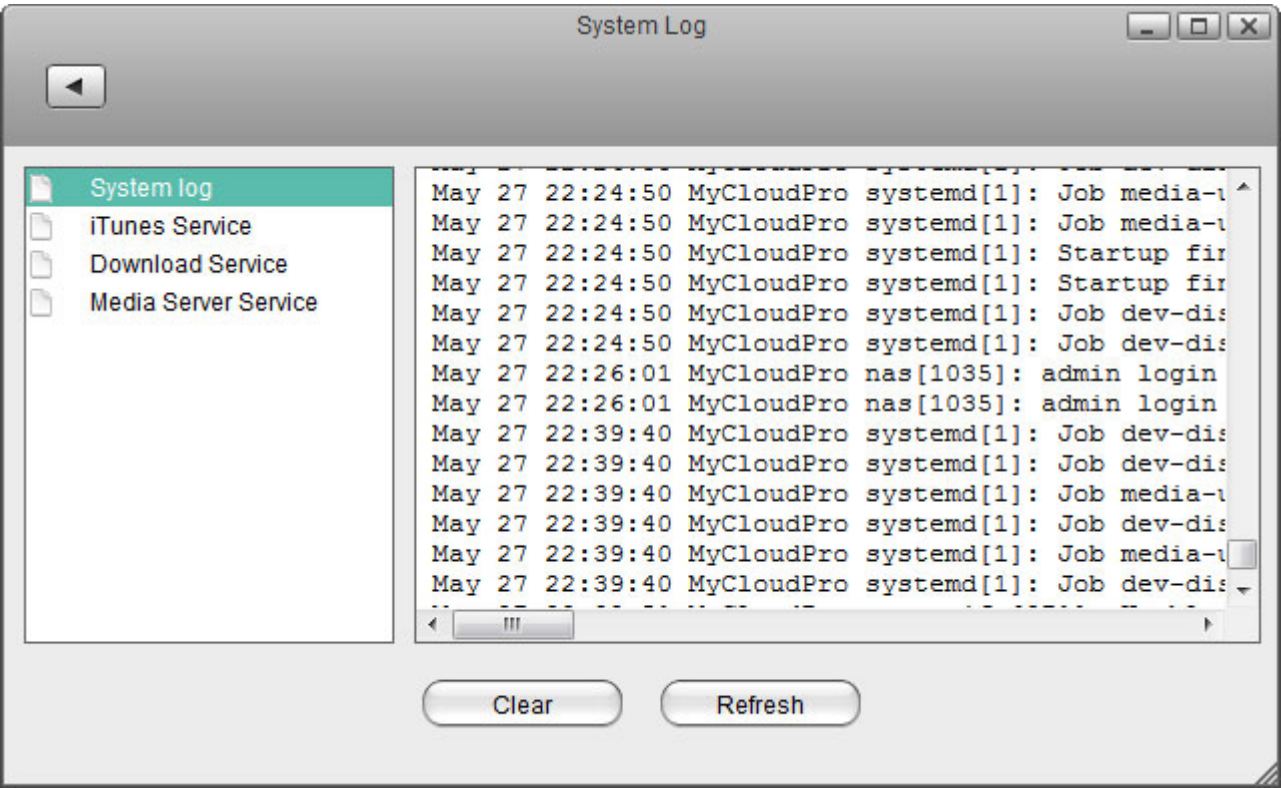 System Log
System log
iTunes Service
Download Service
Media Server Service
May 27 22:24:50 MyCloudPro systemd[1]: Job media-
May 27 22:24:50 MyCloudPro systemd[1]: Job media-
May 27 22:24:50 MyCloudPro systemd[1]: Startup
May 27 22:24:50 MyCloudPro systemd[1]: Startup
May 27 22:24:50 MyCloudPro systemd[1]: Job dev-dis
May 27 22:24:50 MyCloudPro systemd[1]: Job dev-dis
May 27 22:26:01 MyCloudPro nas[1035]: admin login
May 27 22:26:01 MyCloudPro nas[1035]: admin login
May 27 22:39:40 MyCloudPro systemd[1]: Job dev-dis
May 27 22:39:40 MyCloudPro systemd[1]: Job dev-dis
May 27 22:39:40 MyCloudPro systemd[1]: Job media-
May 27 22:39:40 MyCloudPro systemd[1]: Job dev-dis
May 27 22:39:40 MyCloudPro systemd[1]: Job media-
May 27 22:39:40 MyCloudPro systemd[1]: Job dev-dis
Clear
Refresh